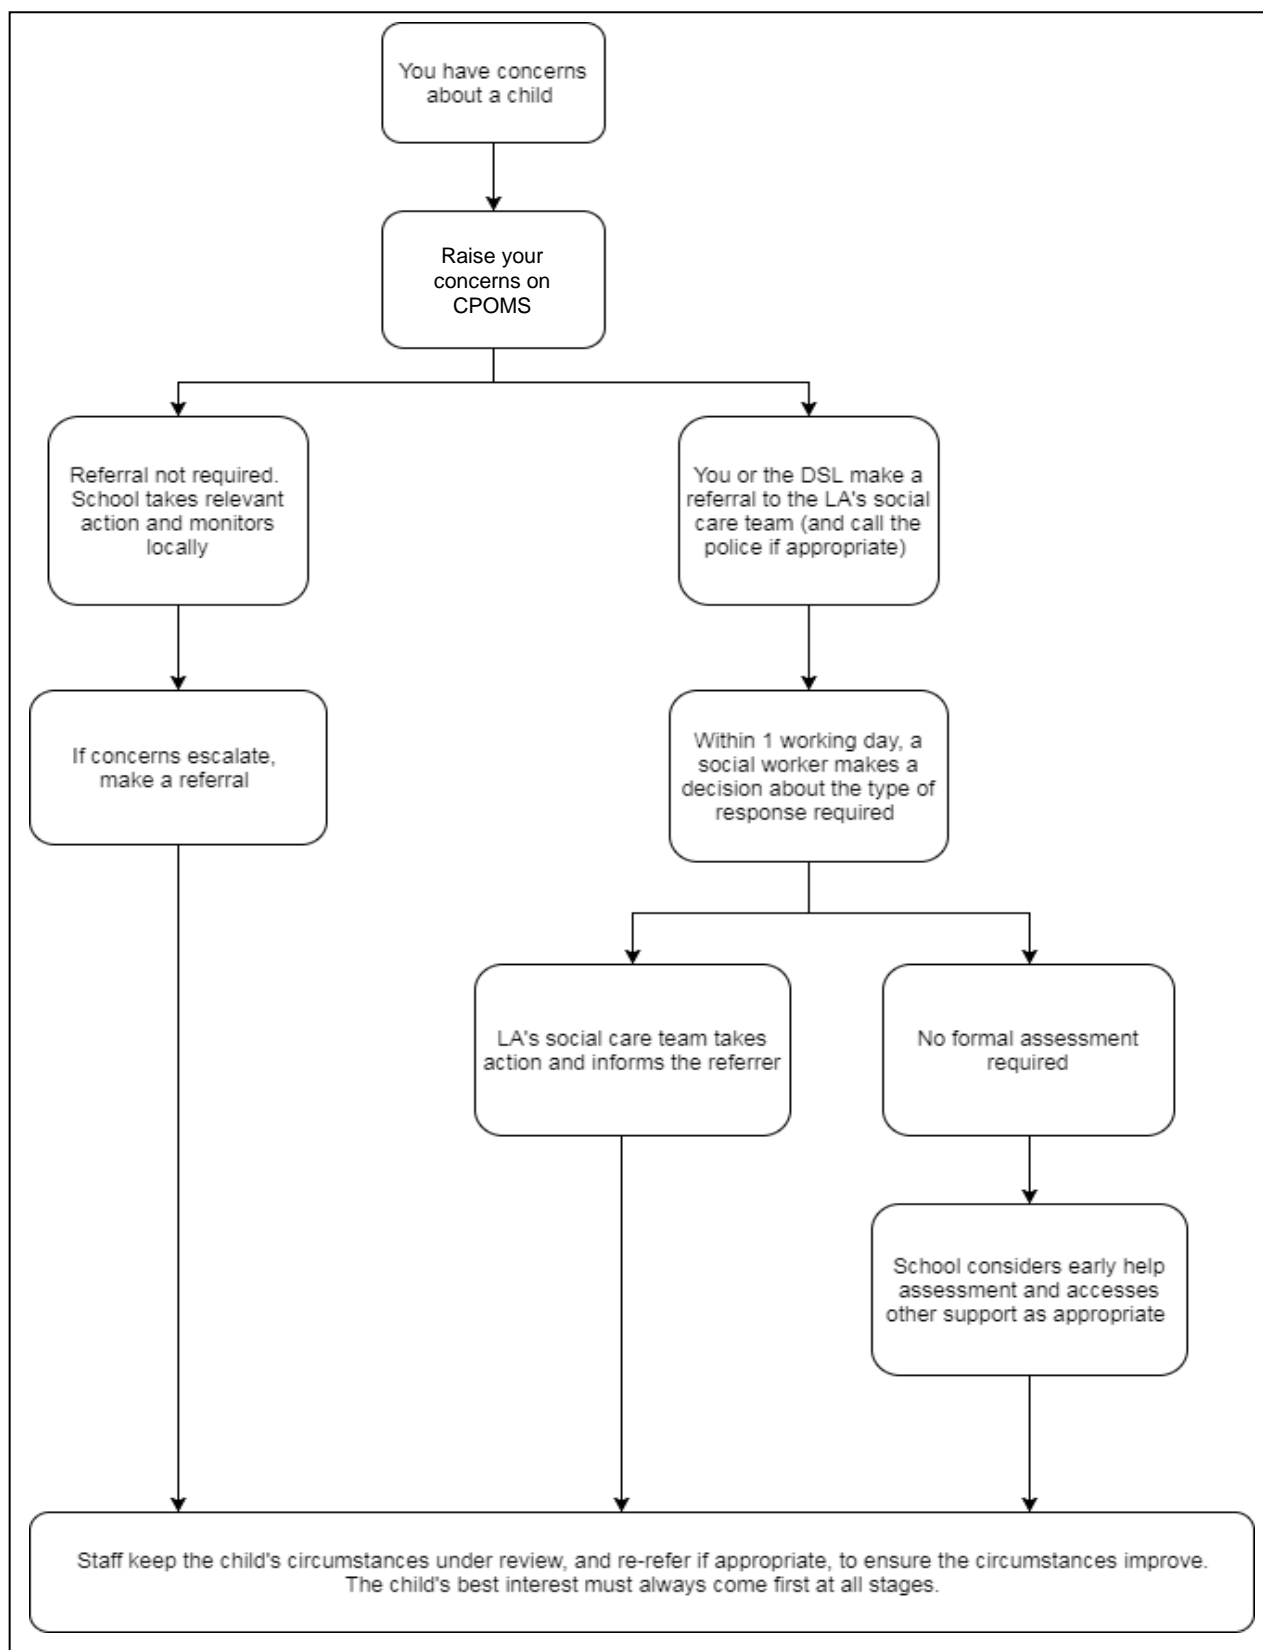 You have concerns
about a child
Raise your
concerns on
CPOMS
Referral not required.
School takes relevant
action and monitors
locally
You or the DSL make a
referral to the LA's social
care team (and call the
police if appropriate)
If concerns escalate,
make a referral
Within 1 working day, a
social worker makes a
decision about the type of
response required
LA's social care team takes
action and informs the referrer
No formal assessment
required
School considers early help
assessment and accesses
other support as appropriate
Staff keep the child's circumstances under review, and re-refer if appropriate, to ensure the circumstances improve.
The child's best interest must always come first at all stages.